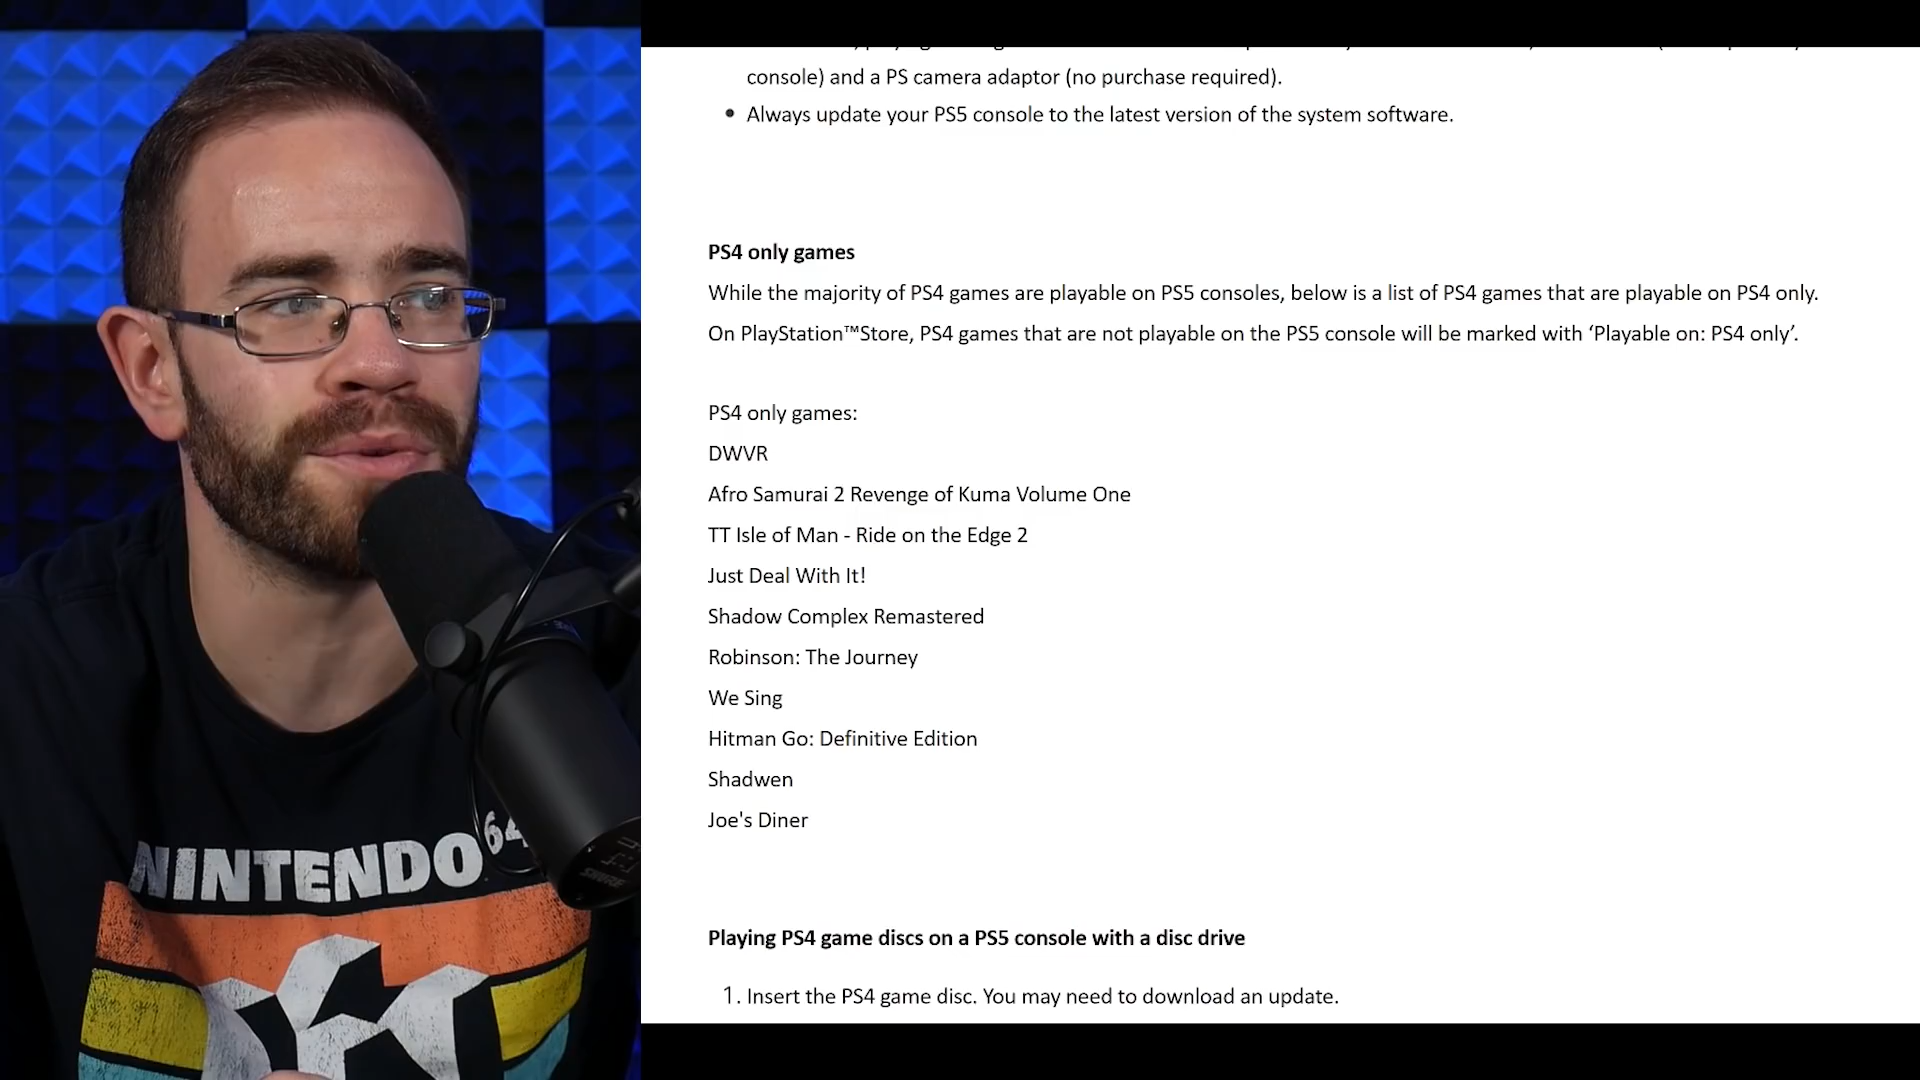 console) and a PS camera adaptor (no purchase required).
• Always update your PS5 console to the latest version of the system software.
PS4 only games
While the majority of PS4 games are playable on PS5 consoles, below is a list of PS4 games that are playable on PS4 only.
On PlayStation™Store, PS4 games that are not playable on the PS5 console will be marked with ‘Playable on: PS4 only’.
PS4 only games:
DWVR
Afro Samurai 2 Revenge of Kuma Volume One
TT Isle of Man - Ride on the Edge 2
Just Deal With It!
Shadow Complex Remastered
Robinson: The Journey
We Sing
Hitman Go: Definitive Edition
Shadwen
Joe's Diner
Playing PS4 game discs on a PS5 console with a disc drive
1. Insert the PS4 game disc. You may need to download an update.
NINTENDO 64
SHURE